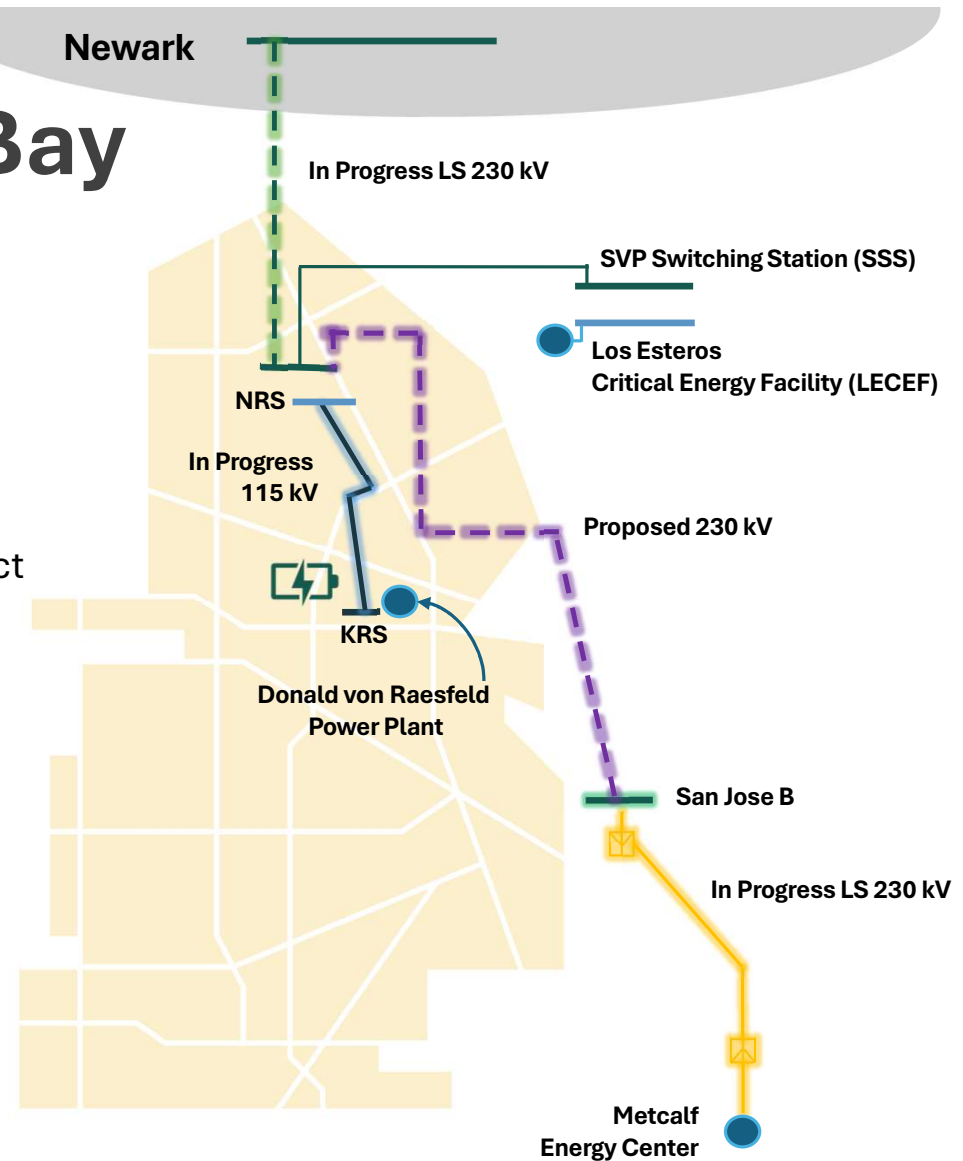 Newark
Bay
In Progress LS 230 kV
SVP Switching Station (SSS)
Los Esteros
Critical Energy Facility (LECEF)
NRS
In Progress
115 kV
Proposed 230 kV
ct
KRS
Donald von Raesfeld
Power Plant
San Jose B
In Progress LS 230 kV
Metcalf
Energy Center